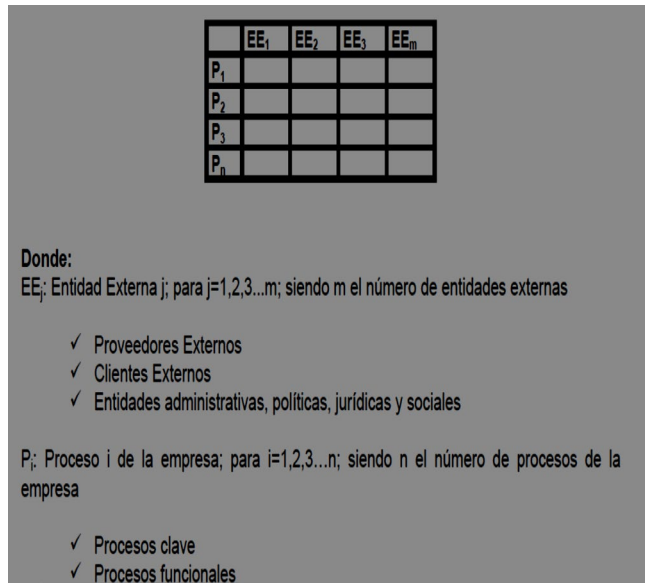 EE₁ EE₂ EE₃ EEₘ
P₁
P₂
P₃
Pₙ
Donde:
EEⱼ: Entidad Externa j; para j=1,2,3...m; siendo m el número de entidades externas
✓ Proveedores Externos
✓ Clientes Externos
✓ Entidades administrativas, políticas, jurídicas y sociales
Pᵢ: Proceso i de la empresa; para i=1,2,3…n; siendo n el número de procesos de la
empresa
✓ Procesos clave
✓ Procesos funcionales